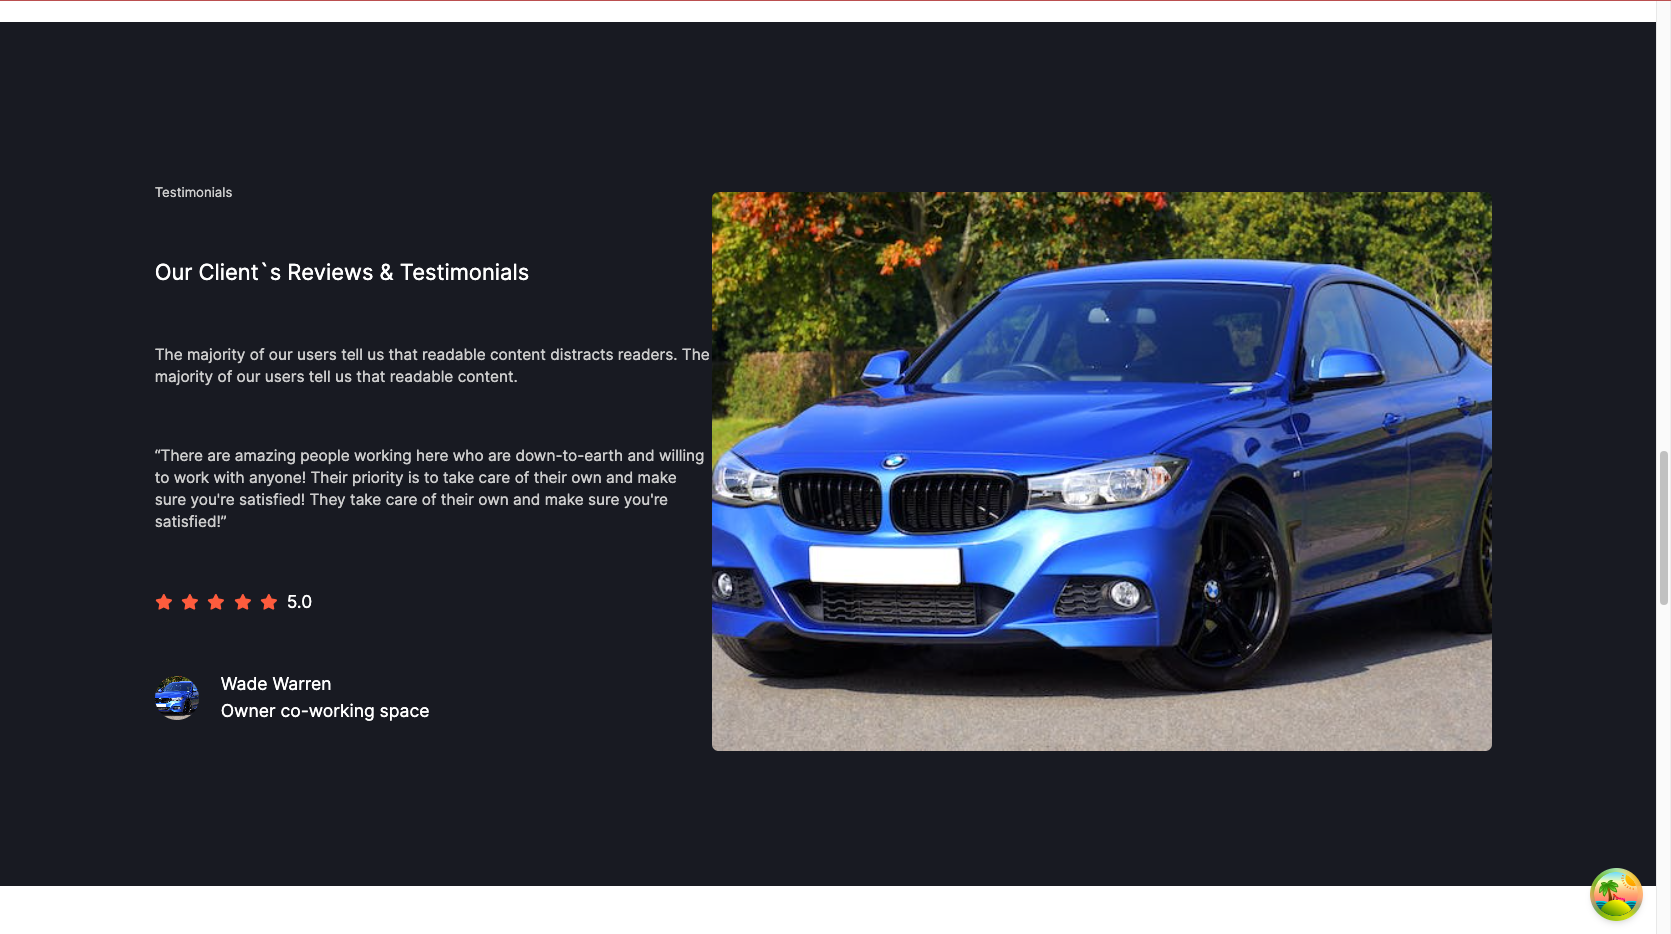 Testimonials
Our Client`s Reviews & Testimonials
The majority of our users tell us that readable content distracts readers. The
majority of our users tell us that readable content.
“There are amazing people working here who are down-to-earth and willing
to work with anyone! Their priority is to take care of their own and make
sure you're satisfied! They take care of their own and make sure you're
satisfied!”
5.0
Wade Warren
Owner co-working space